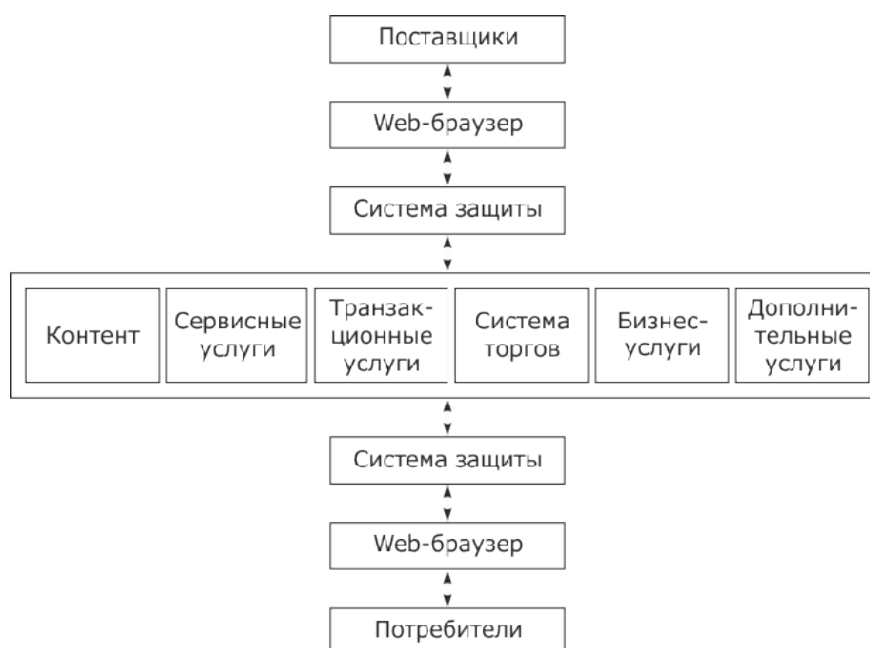 Поставщики
Web-браузер
Система защиты
Контент
Сервисные
услуги
Транзак-
ционные
услуги
Система
торгов
Бизнес-
услуги
Дополни-
тельные
услуги
Система защиты
Web-браузер
Потребители